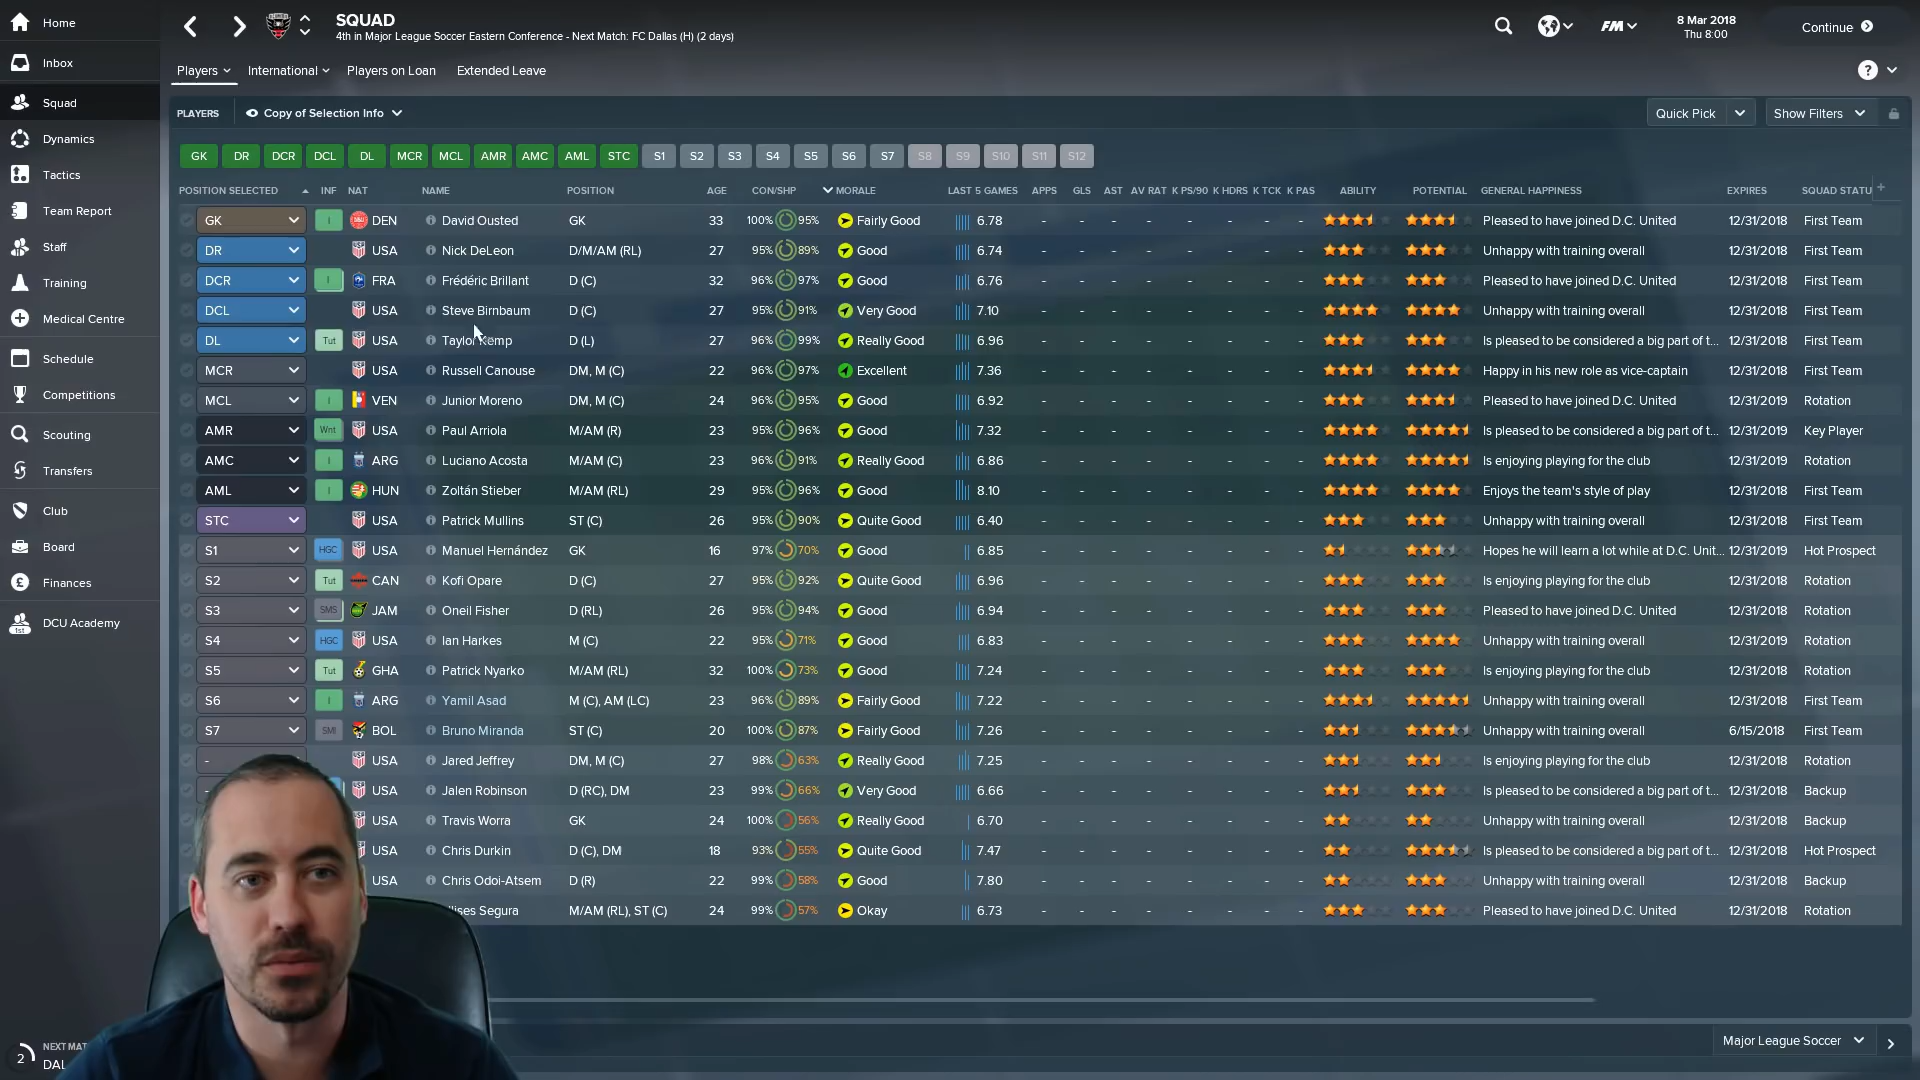 Home
Inbox
Squad
Dynamics
Tactics
Team Report
Staff
Training
Medical Centre
Schedule
Competitions
Scouting
Transfers
Club
Board
Finances
1st DCU Academy
2 NEXT
DAL
SQUAD
4th in Major League Soccer Eastern Conference - Next Match: FC Dallas (H) (2 days)
FM
8 Mar 2018
Thu 8:00
Continue
Players International Players on Loan Extended Leave
?
PLAYERS Copy of Selection Info Quick Pick Show Filters
GK DR DCR DCL DL MCR MCL AMR AMC AML STC S1 S2 S3 S4 S5 S6 S7 S8 S9 S10 S11 S12
POSITION SELECTED INF NAT NAME POSITION AGE CON/SHP MORALE LAST 5 GAMES APPS GLS AST AV RAT K PS/90 K HDRS K TCK K PAS ABILITY POTENTIAL GENERAL HAPPINESS EXPIRES SQUAD STATU +
GK I DEN David Ousted GK 33 100% 95% Fairly Good 6.78 - - - - - - - - Pleased to have joined D.C. United 12/31/2018 First Team
DR USA Nick DeLeon D/M/AM (RL) 27 95% 89% Good 6.74 - - - - - - - - Unhappy with training overall 12/31/2018 First Team
DCR I FRA Frédéric Brillant D (C) 32 96% 97% Good 6.76 - - - - - - - - Pleased to have joined D.C. United 12/31/2018 First Team
DCL USA Steve Birnbaum D (C) 27 95% 91% Very Good 7.10 - - - - - - - - Unhappy with training overall 12/31/2018 First Team
DL Tut USA Taylor Kemp D (L) 27 96% 99% Really Good 6.96 - - - - - - - - Is pleased to be considered a big part of t... 12/31/2018 First Team
MCR USA Russell Canouse DM, M (C) 22 96% 97% Excellent 7.36 - - - - - - - - Happy in his new role as vice-captain 12/31/2018 First Team
MCL I VEN Junior Moreno DM, M (C) 24 96% 95% Good 6.92 - - - - - - - - Pleased to have joined D.C. United 12/31/2019 Rotation
AMR Wnt USA Paul Arriola M/AM (R) 23 95% 96% Good 7.32 - - - - - - - - Is pleased to be considered a big part of t... 12/31/2019 Key Player
AMC I ARG Luciano Acosta M/AM (C) 23 96% 91% Really Good 6.86 - - - - - - - - Is enjoying playing for the club 12/31/2019 Rotation
AML I HUN Zoltán Stieber M/AM (RL) 29 95% 96% Good 8.10 - - - - - - - - Enjoys the team's style of play 12/31/2018 First Team
STC USA Patrick Mullins ST (C) 26 95% 90% Quite Good 6.40 - - - - - - - - Unhappy with training overall 12/31/2018 First Team
S1 HGC USA Manuel Hernández GK 16 97% 70% Good 6.85 - - - - - - - - Hopes he will learn a lot while at D.C. Unit... 12/31/2019 Hot Prospect
S2 Tut CAN Kofi Opare D (C) 27 95% 92% Quite Good 6.96 - - - - - - - - Is enjoying playing for the club 12/31/2018 Rotation
S3 SMS JAM Oneil Fisher D (RL) 26 95% 94% Good 6.94 - - - - - - - - Pleased to have joined D.C. United 12/31/2018 Rotation
S4 HGC USA Ian Harkes M (C) 22 95% 71% Good 6.83 - - - - - - - - Unhappy with training overall 12/31/2019 Rotation
S5 Tut GHA Patrick Nyarko M/AM (RL) 32 100% 73% Good 7.24 - - - - - - - - Is enjoying playing for the club 12/31/2018 Rotation
S6 I ARG Yamil Asad M (C), AM (LC) 23 96% 89% Fairly Good 7.22 - - - - - - - - Unhappy with training overall 12/31/2018 First Team
S7 SMI BOL Bruno Miranda ST (C) 20 100% 87% Fairly Good 7.26 - - - - - - - - Unhappy with training overall 6/15/2018 First Team
- USA Jared Jeffrey DM, M (C) 27 98% 63% Really Good 7.25 - - - - - - - - Is enjoying playing for the club 12/31/2018 Rotation
- USA Jalen Robinson D (RC), DM 23 99% 66% Very Good 6.66 - - - - - - - - Is pleased to be considered a big part of t... 12/31/2018 Backup
USA Travis Worra GK 24 100% 56% Really Good 6.70 - - - - - - - - Unhappy with training overall 12/31/2018 Backup
USA Chris Durkin D (C), DM 18 93% 55% Quite Good 7.47 - - - - - - - - Is pleased to be considered a big part of t... 12/31/2018 Hot Prospect
USA Chris Odoi-Atsem D (R) 22 99% 58% Good 7.80 - - - - - - - - Unhappy with training overall 12/31/2018 Backup
Segura M/AM (RL), ST (C) 24 99% 57% Okay 6.73 - - - - - - - - Pleased to have joined D.C. United 12/31/2018 Rotation
Major League Soccer